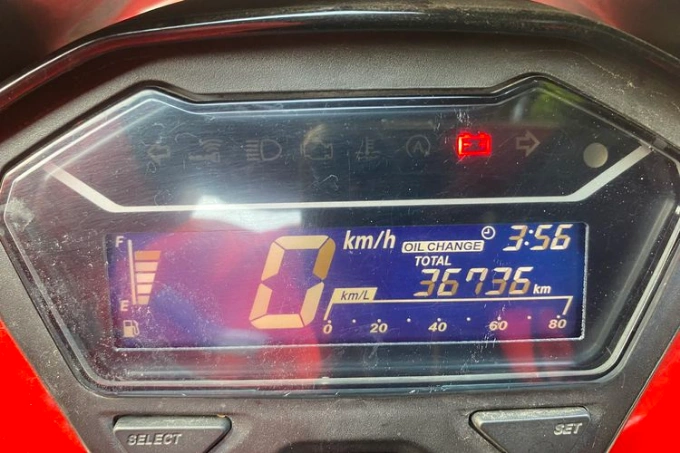 A
F
E
0 km/h
OIL CHANGE 3:56
TOTAL
36736 km
km/L
0 20 40 60 80
SELECT
SET